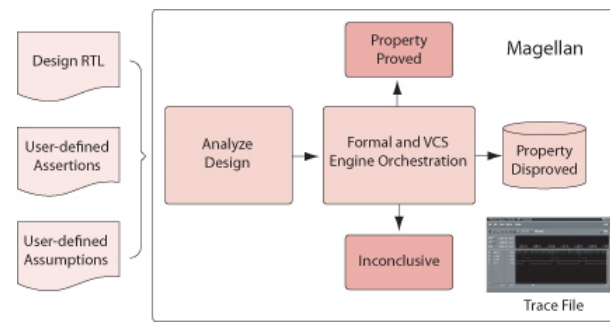 Design RTL
User-defined
Assertions
User-defined
Assumptions
Magellan
Analyze
Design
Property
Proved
Formal and VCS
Engine Orchestration
Property
Disproved
Inconclusive
Trace File